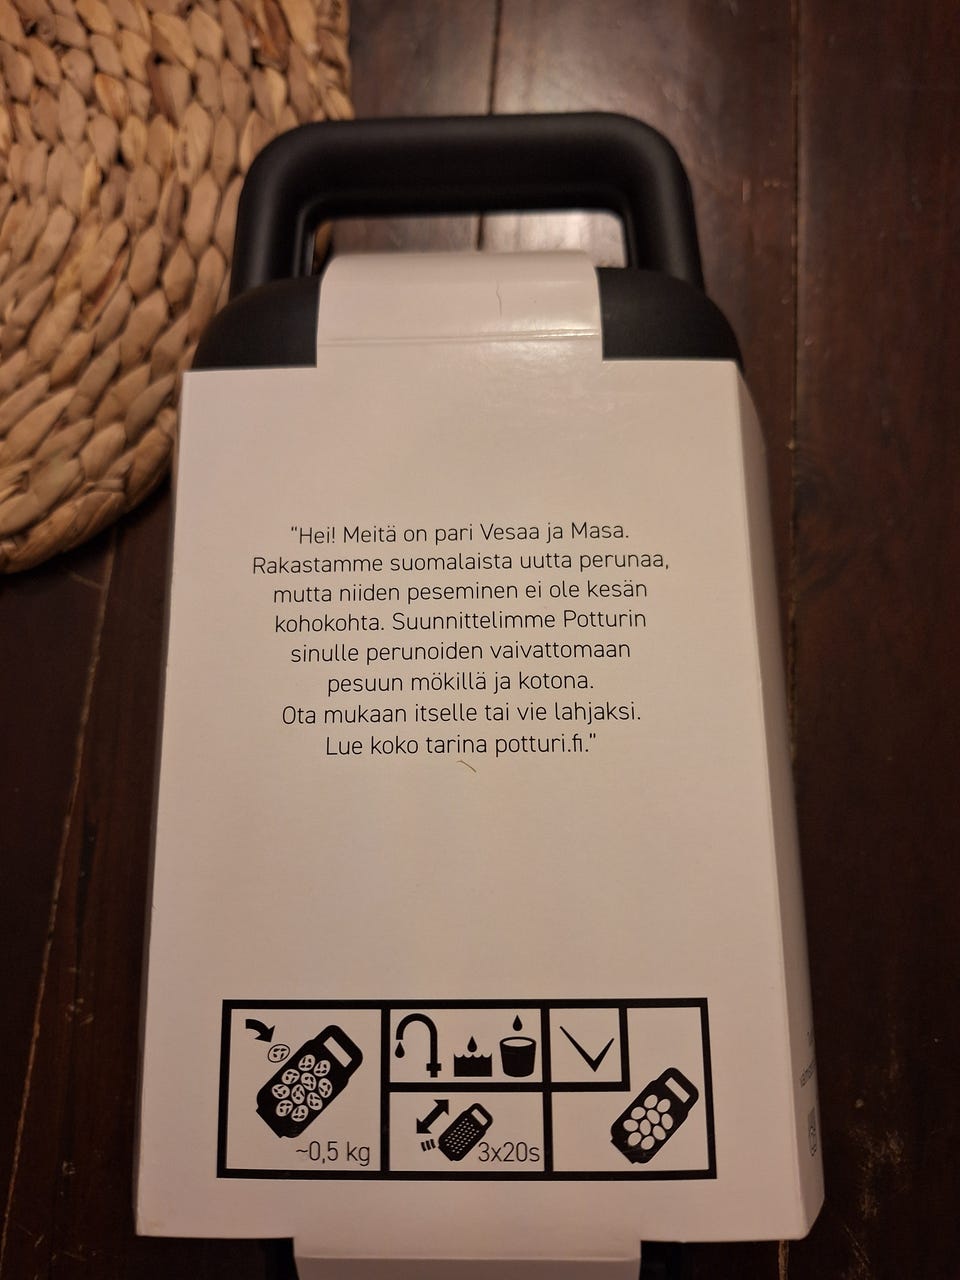 “Hei! Meitä on pari Vesaa ja Masa.
Rakastamme suomalaista uutta perunaa,
mutta niiden peseminen ei ole kesän
kohokohta. Suunnittelimme Potturin
sinulle perunoiden vaivattomaan
pesuun mökillä ja kotona.
Ota mukaan itselle tai vie lahjaksi.
Lue koko tarina potturi.fi.”
~0,5 kg
3x20s